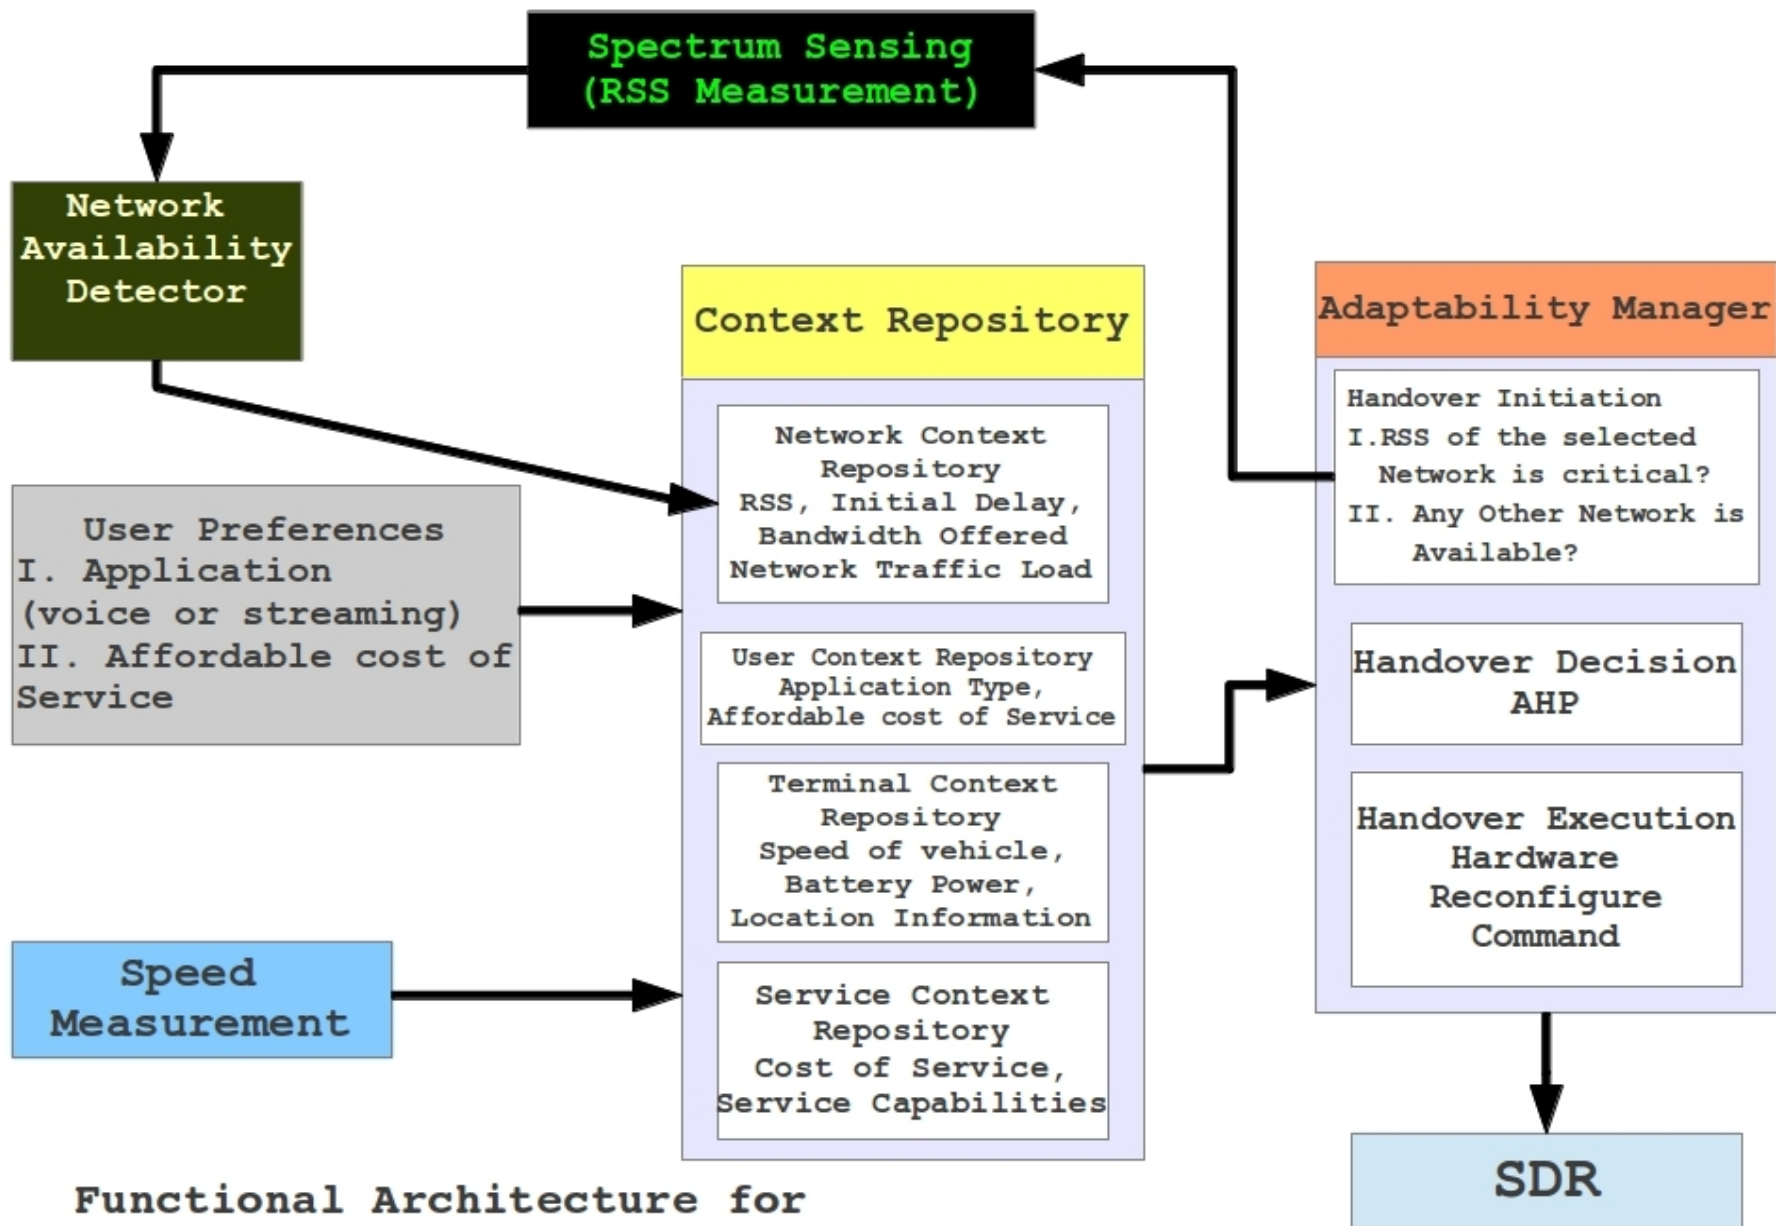 Spectrum Sensing
(RSS Measurement)
Network
Availability
Detector
Context Repository
Adaptability Manager
Handover Initiation
I.RSS of the selected
Network is critical?
II. Any Other Network is
Available?
Network Context
Repository
RSS, Initial Delay,
Bandwidth Offered
Network Traffic Load
User Preferences
I. Application
(voice or streaming)
II. Affordable cost of
Service
User Context Repository
Application Type,
Affordable cost of Service
Handover Decision
AHP
Terminal Context
Repository
Speed of vehicle,
Battery Power,
Location Information
Handover Execution
Hardware
Reconfigure
Command
Speed
Measurement
Service Context
Repository
Cost of Service,
Service Capabilities
SDR
Functional Architecture for